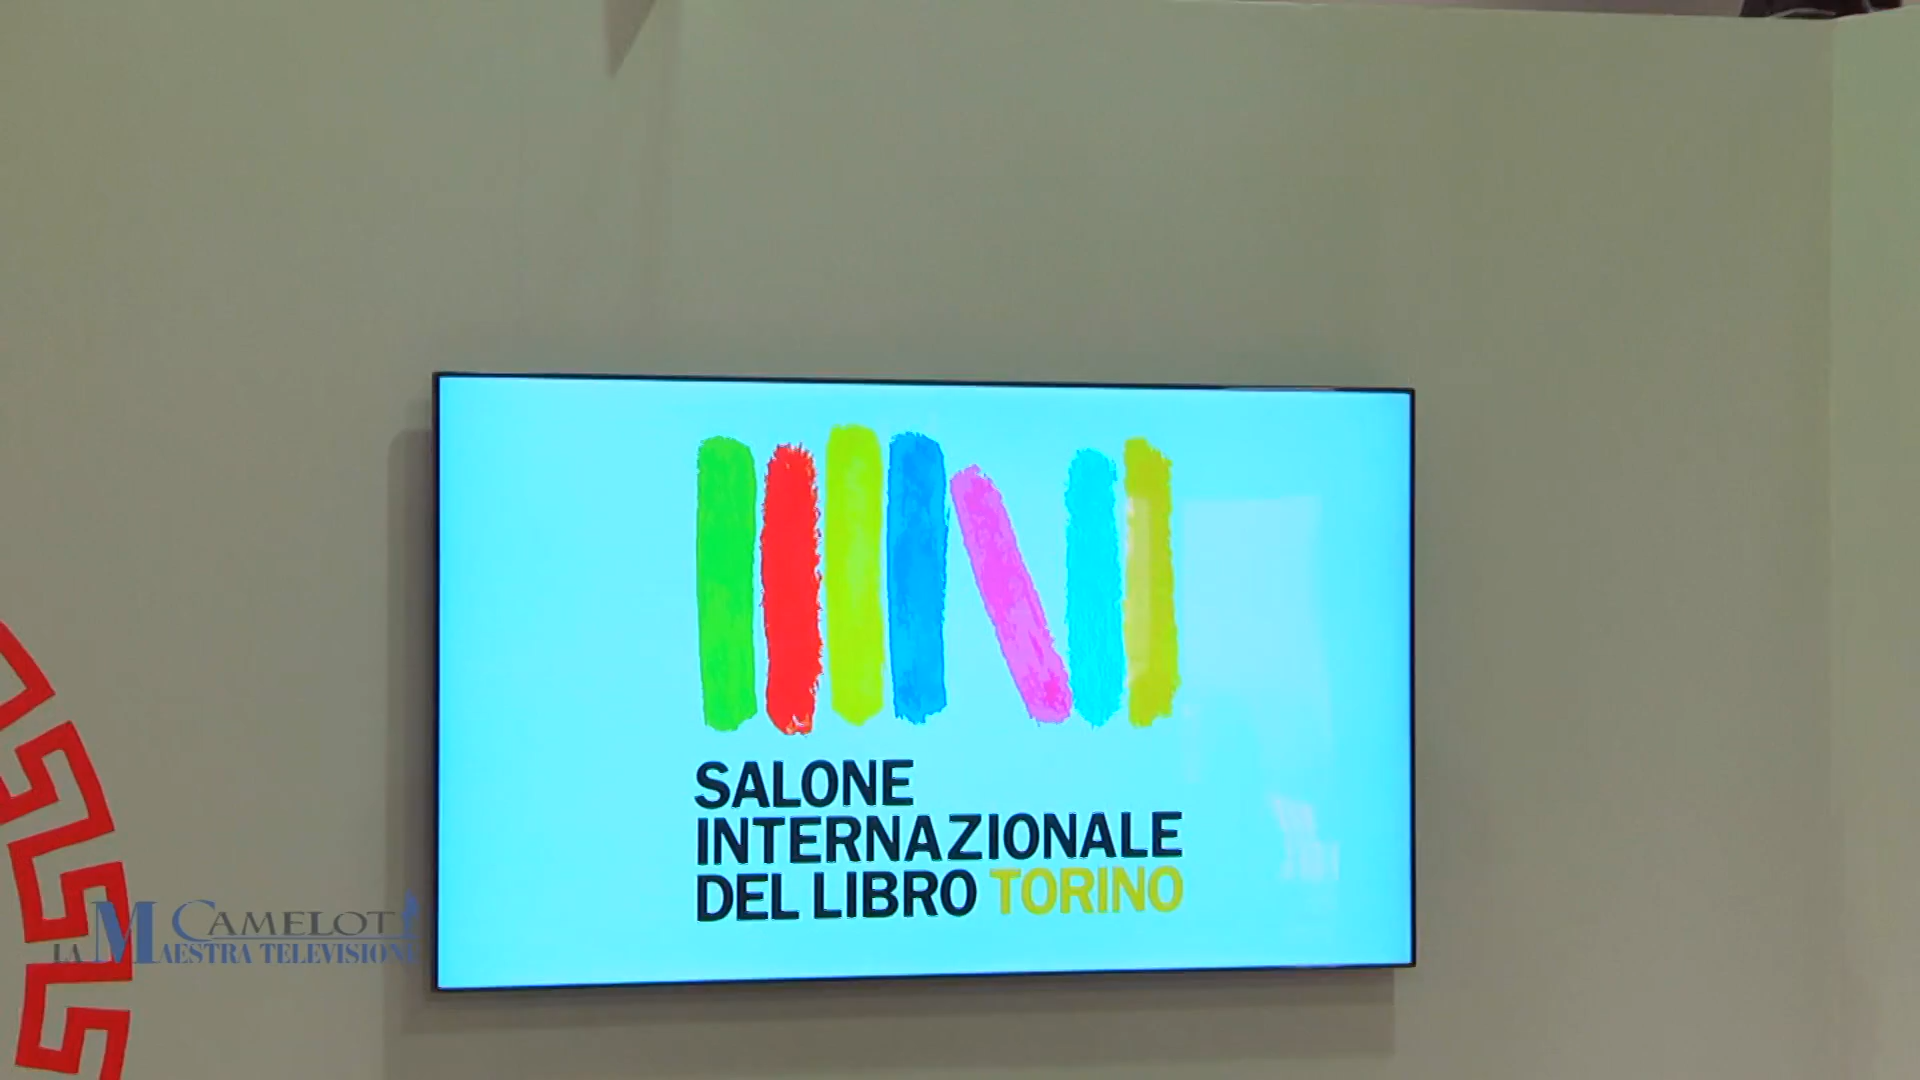 SALONE
INTERNAZIONALE
DEL LIBRO TORINO
CAMELOT
LA MAESTRA TELEVISIONE